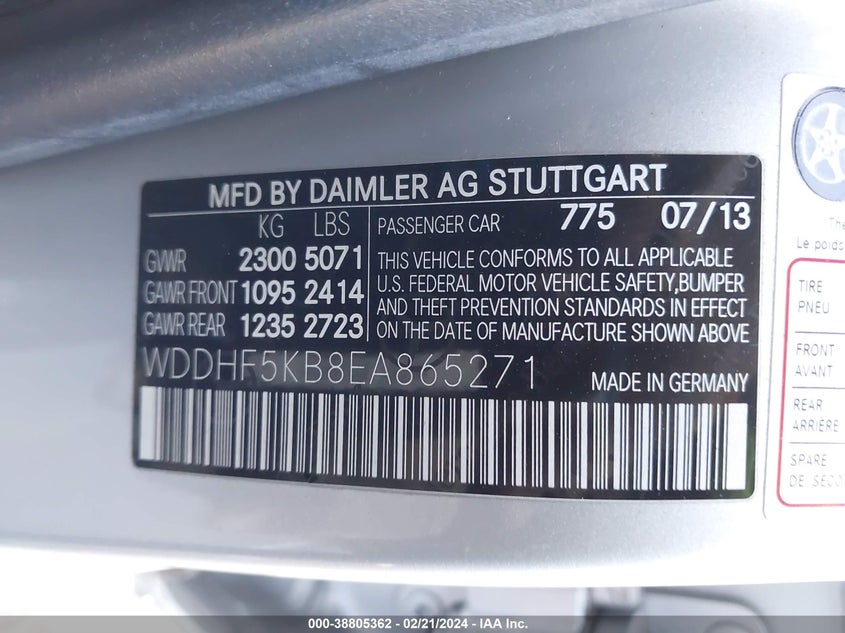 MFD BY DAIMLER AG STUTTGART
KG LBS
GVWR 2300 5071
GAWR FRONT 1095 2414
GAWR REAR 1235 2723
PASSENGER CAR 775 07/13
THIS VEHICLE CONFORMS TO ALL APPLICABLE
U.S. FEDERAL MOTOR VEHICLE SAFETY,BUMPER
AND THEFT PREVENTION STANDARDS IN EFFECT
ON THE DATE OF MANUFACTURE SHOWN ABOVE
WDDHF5KB8EA865271
MADE IN GERMANY
Le poids
TIRE
PNEU
FRONT
AVANT
REAR
ARRIÈRE
SPARE
000-38805362 - 02/21/2024 - IAA Inc.